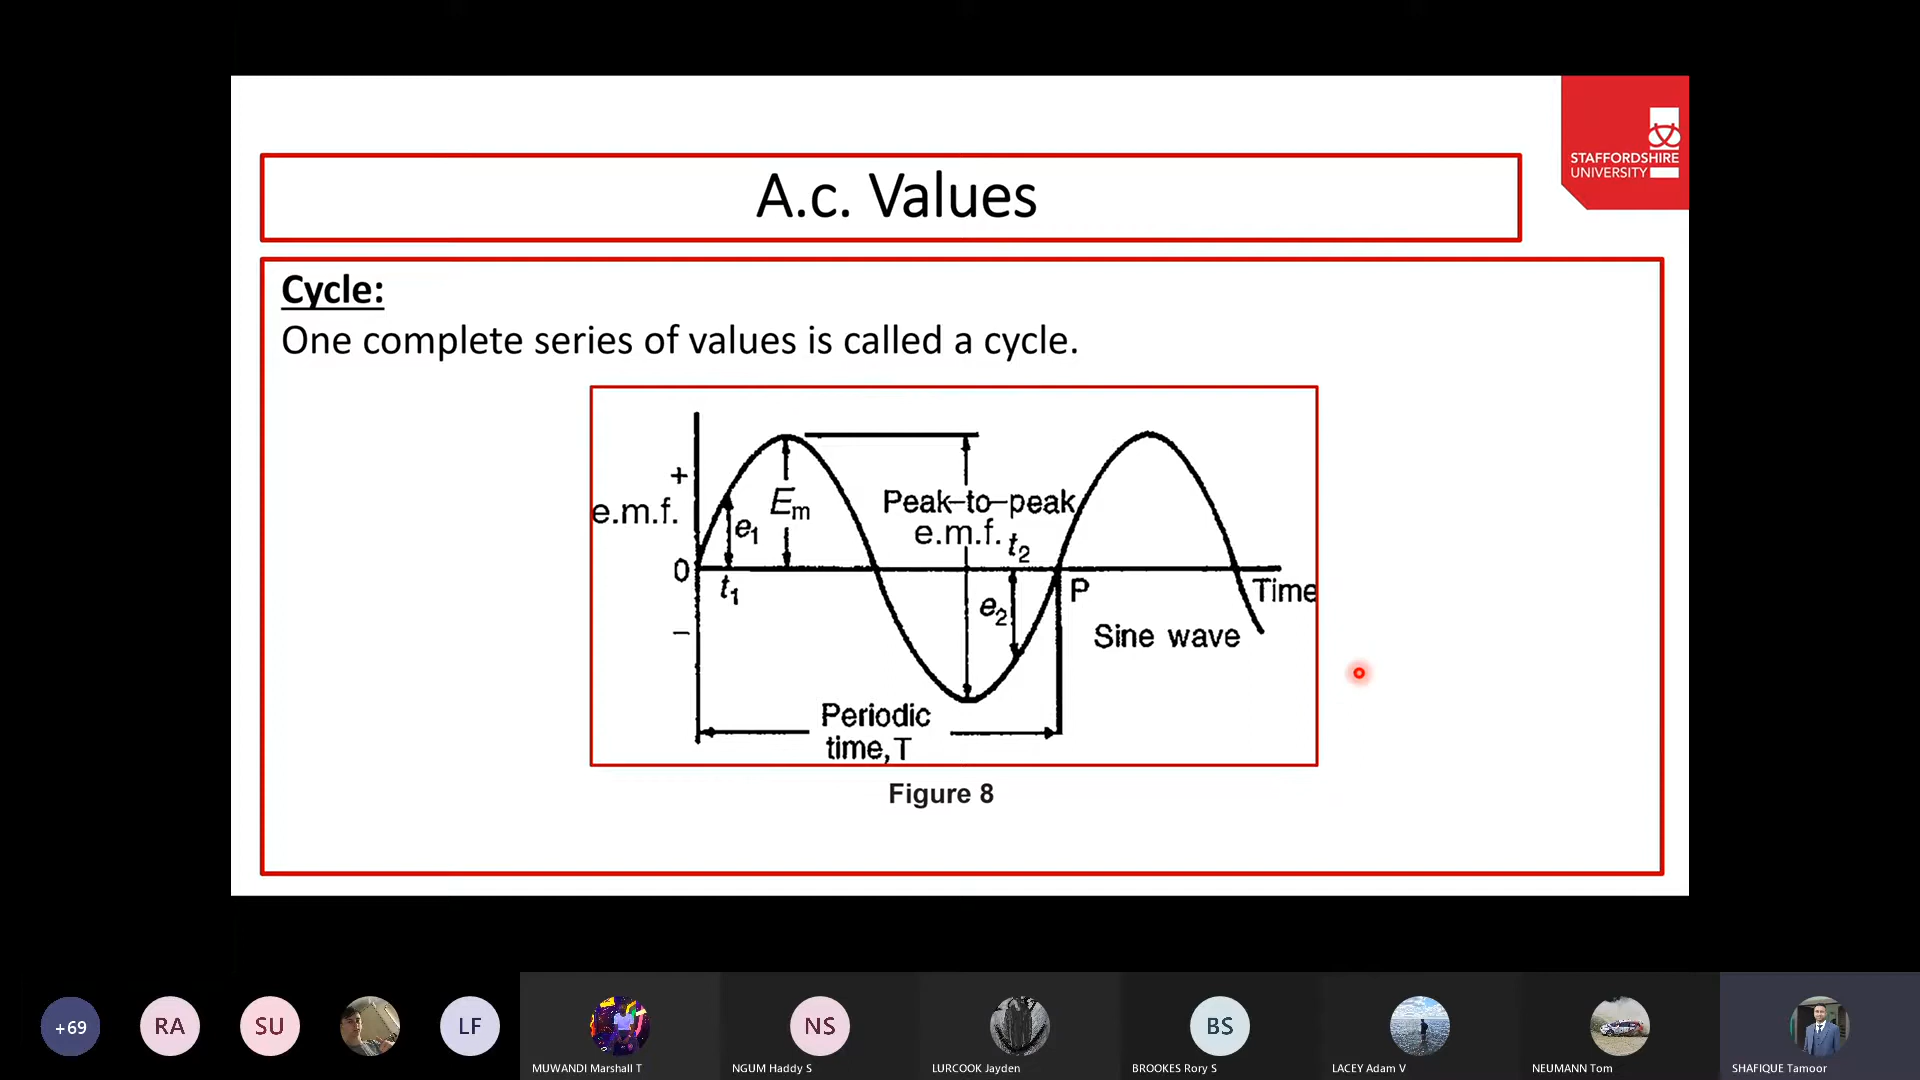 STAFFORDSHIRE
UNIVERSITY
A.c. Values
Cycle:
One complete series of values is called a cycle.
+
e.m.f.
0
–
e₁
t₁
Eₘ
Peak–to–peak
e.m.f.
t₂
e₂
P
Time
Sine wave
Periodic
time,T
Figure 8
+69
RA
SU
LF
MUWANDI Marshall T
NS
NGUM Haddy S
LURCOOK Jayden
BS
BROOKES Rory S
LACEY Adam V
NEUMANN Tom
SHAFIQUE Tamoor